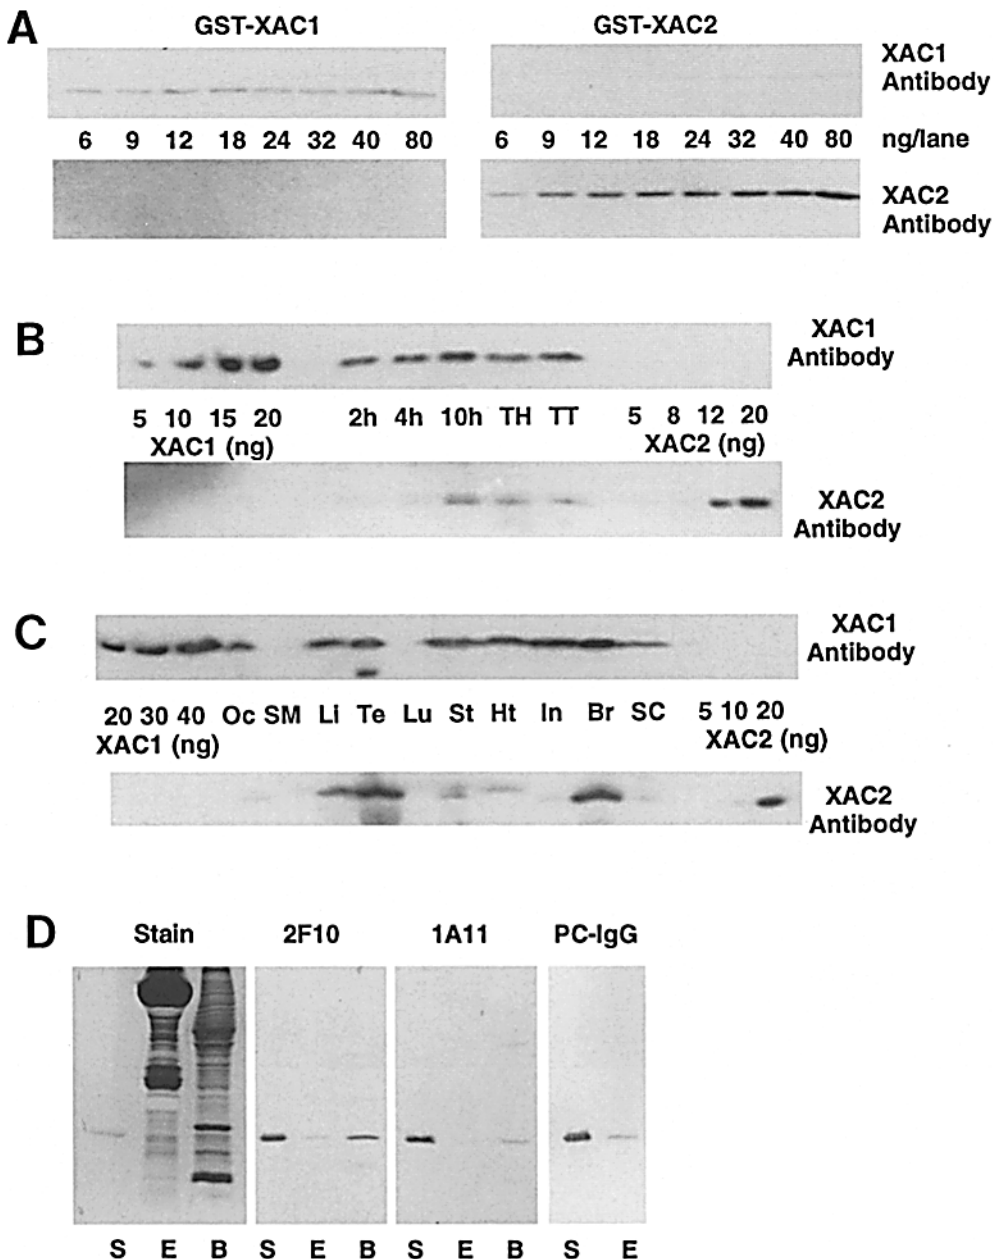 A
GST-XAC1 GST-XAC2
XAC1
Antibody
6 9 12 18 24 32 40 80 6 9 12 18 24 32 40 80 ng/lane
XAC2
Antibody
B
XAC1
Antibody
5 10 15 20 2h 4h 10h TH TT 5 8 12 20
XAC1 (ng) XAC2 (ng)
XAC2
Antibody
C
XAC1
Antibody
20 30 40 Oc SM Li Te Lu St Ht In Br SC 5 10 20
XAC1 (ng) XAC2 (ng)
XAC2
Antibody
D
Stain 2F10 1A11 PC-IgG
S E B S E B S E B S E